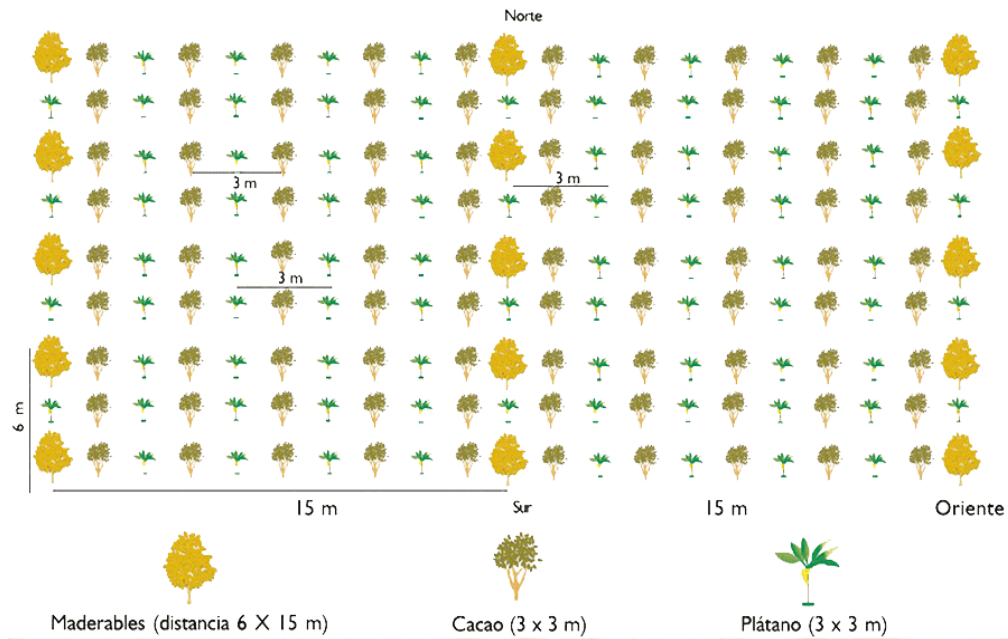 Norte
3 m
3 m
3 m
6 m
15 m
Sur
15 m
Oriente
Maderables (distancia 6 X 15 m)
Cacao (3 x 3 m)
Plátano (3 x 3 m)